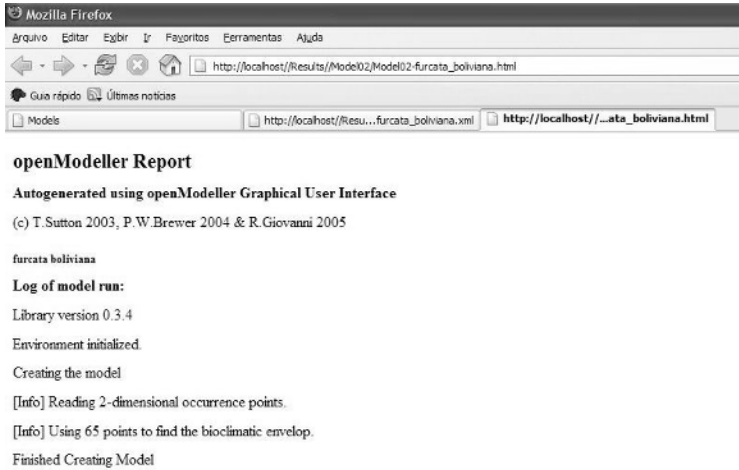 Mozilla Firefox
Arquivo Editar Exibir Ir Favoritos Ferramentas Ajuda
http://localhost//Results//Model02/Model02-furcata_boliviana.html
Guia rápido Últimas notícias
Models http://localhost//Resu...furcata_boliviana.xml http://localhost//...ata_boliviana.html
openModeller Report
Autogenerated using openModeller Graphical User Interface
(c) T.Sutton 2003, P.W.Brewer 2004 & R.Giovanni 2005
furcata boliviana
Log of model run:
Library version 0.3.4
Environment initialized.
Creating the model
[Info] Reading 2-dimensional occurrence points.
[Info] Using 65 points to find the bioclimatic envelop.
Finished Creating Model